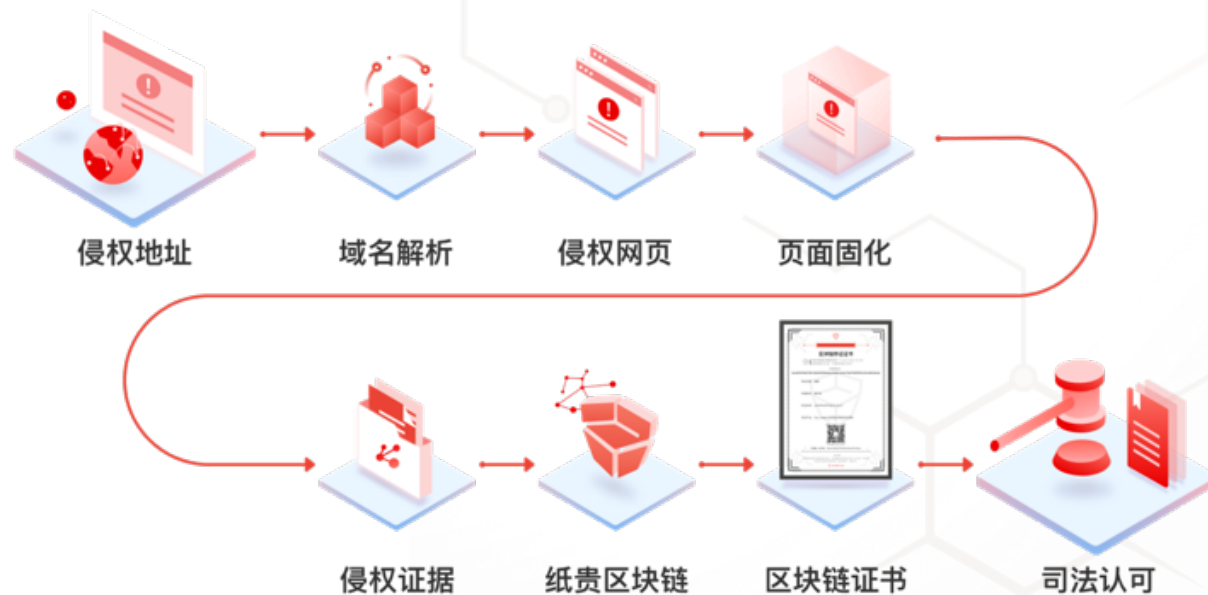 侵权地址
域名解析
侵权网页
页面固化
侵权证据
纸贵区块链
区块链证书
司法认可